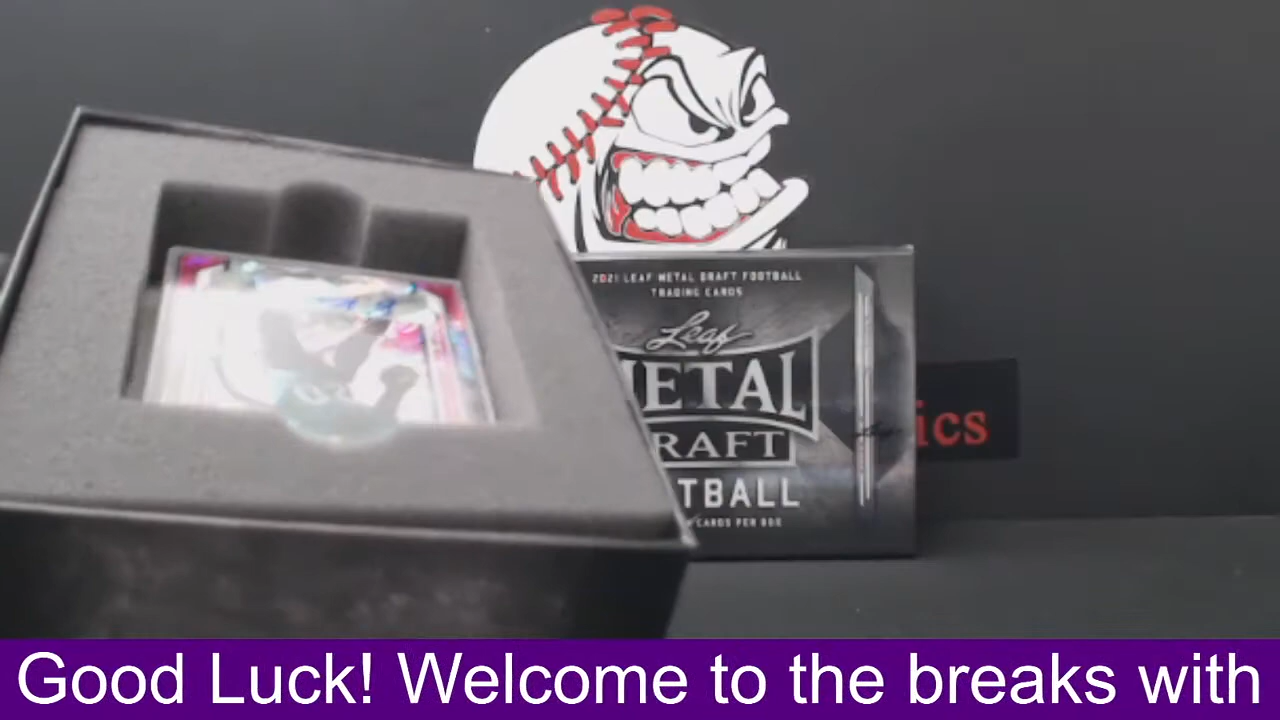 2021 LEAF METAL DRAFT FOOTBALL
TRADING CARDS
Leaf
METAL
DRAFT
TBALL
CARDS PER BOX
ics
Good Luck! Welcome to the breaks with